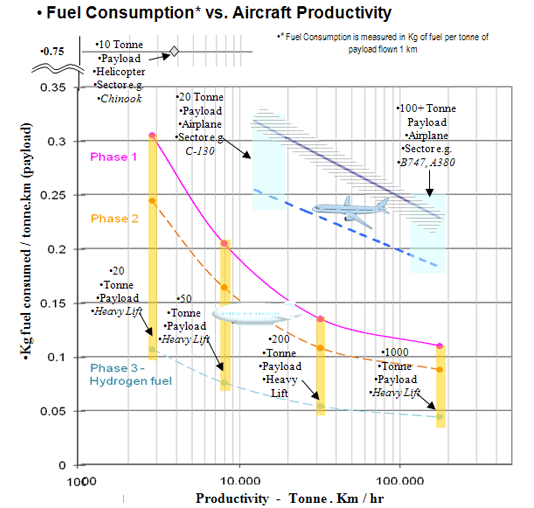 • Fuel Consumption* vs. Aircraft Productivity
•* Fuel Consumption is measured in Kg of fuel per tonne of
payload flown 1 km
•0.75
•10 Tonne
•Payload
•Helicopter
•Sector e.g.
•Chinook
0.35
•20 Tonne
•Payload
•Airplane
•Sector e.g
C-130
•100+ Tonne
Payload
•Airplane
•Sector e.g.
•B747, A380
0.3
Phase 1
0.25
Phase 2
0.2
•20
•Tonne
•Payload
•Heavy Lift
•50
•Tonne
•Payload
•Heavy Lift
0.15
•200
•Tonne
•Payload
•Heavy
Lift
•1000
•Tonne
•Payload
•Heavy Lift
0.1
Phase 3 -
Hydrogen fuel
0.05
0
•Kg fuel consumed / tonne.km (payload)
1000
10.000
100.000
Productivity - Tonne . Km / hr